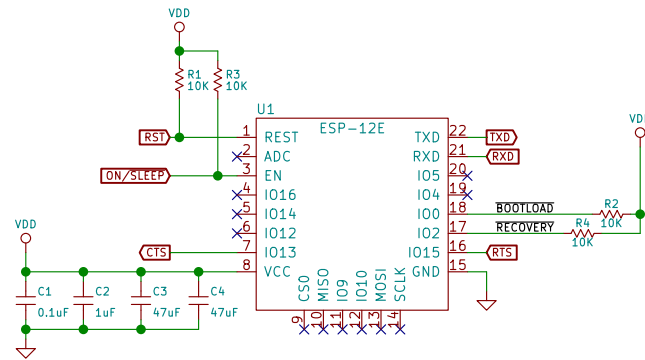 VDD
R1
10K
R3
10K
U1
ESP-12E
RST
1
REST
TXD
22
TXD
2
ADC
RXD
21
RXD
ON/SLEEP
3
EN
IO5
20
4
IO16
IO4
19
5
IO14
IO0
18
BOOTLOAD
R2
10K
6
IO12
IO2
17
RECOVERY
R4
10K
CTS
7
IO13
IO15
16
RTS
8
VCC
GND
15
VDD
C1
0.1uF
C2
1uF
C3
47uF
C4
47uF
CS0
MISO
IO9
IO10
MOSI
SCLK
9
10
11
12
13
14